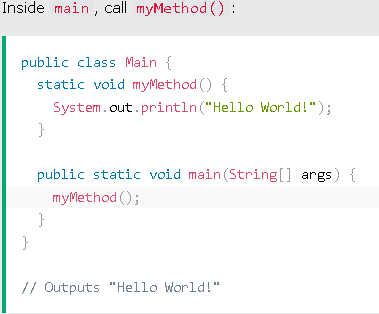 Inside main, call myMethod():
public class Main {
  static void myMethod() {
    System.out.println("Hello World!");
  }
  public static void main(String[] args) {
    myMethod();
  }
}
// Outputs "Hello World!"